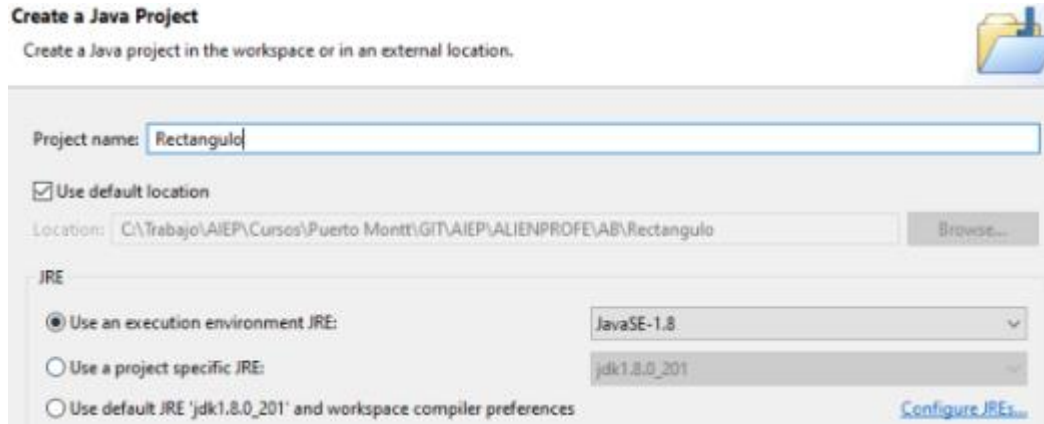 Create a Java Project
Create a Java project in the workspace or in an external location.
Project name: Rectangulo
Use default location
Location: C:\Trabajo\AIEP\Cursos\Puerto Montt\GIT\AIEP\ALIENPROFE\AB\Rectangulo Browse...
JRE
Use an execution environment JRE: JavaSE-1.8
Use a project specific JRE: jdk1.8.0_201
Use default JRE 'jdk1.8.0_201' and workspace compiler preferences Configure JREs...